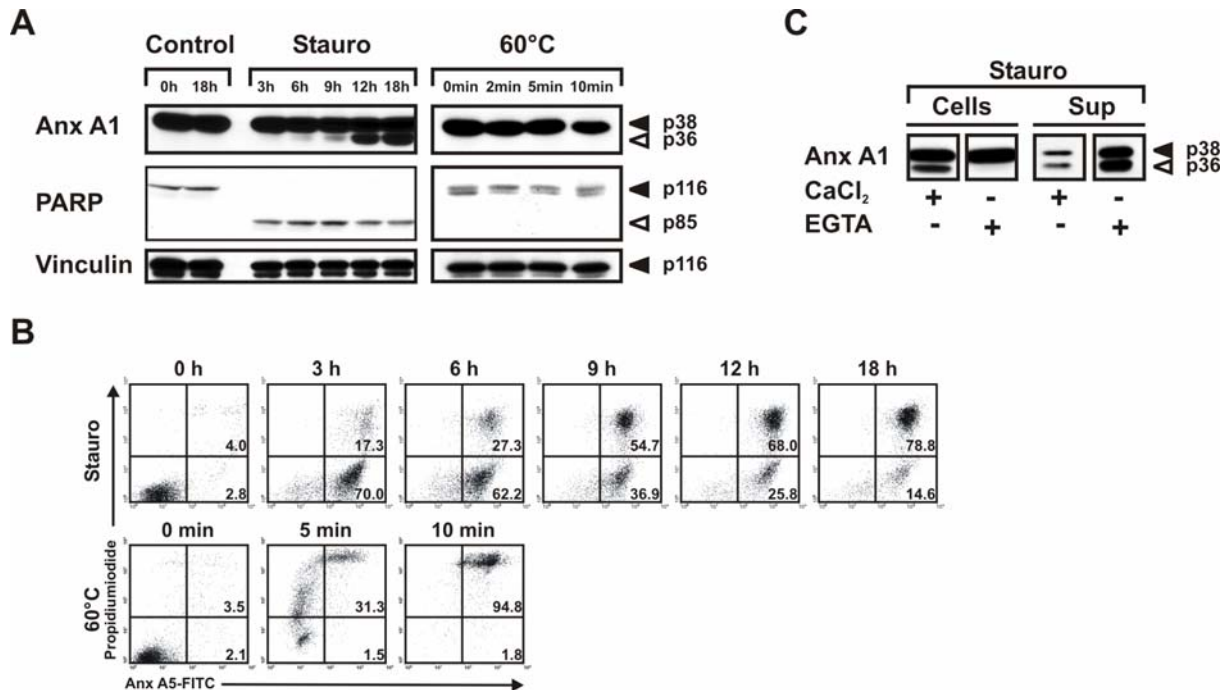 A
Control Stauro 60°C
0h 18h 3h 6h 9h 12h 18h 0min 2min 5min 10min
Anx A1 p38
p36
PARP p116
p85
Vinculin p116
C
Stauro
Cells Sup
Anx A1 p38
p36
CaCl₂ + - + -
EGTA - + - +
B
0 h 3 h 6 h 9 h 12 h 18 h
Stauro
4.0 17.3 27.3 54.7 68.0 78.8
2.8 70.0 62.2 36.9 25.8 14.6
0 min 5 min 10 min
60°C
Propidiumiodide
3.5 31.3 94.8
2.1 1.5 1.8
Anx A5-FITC